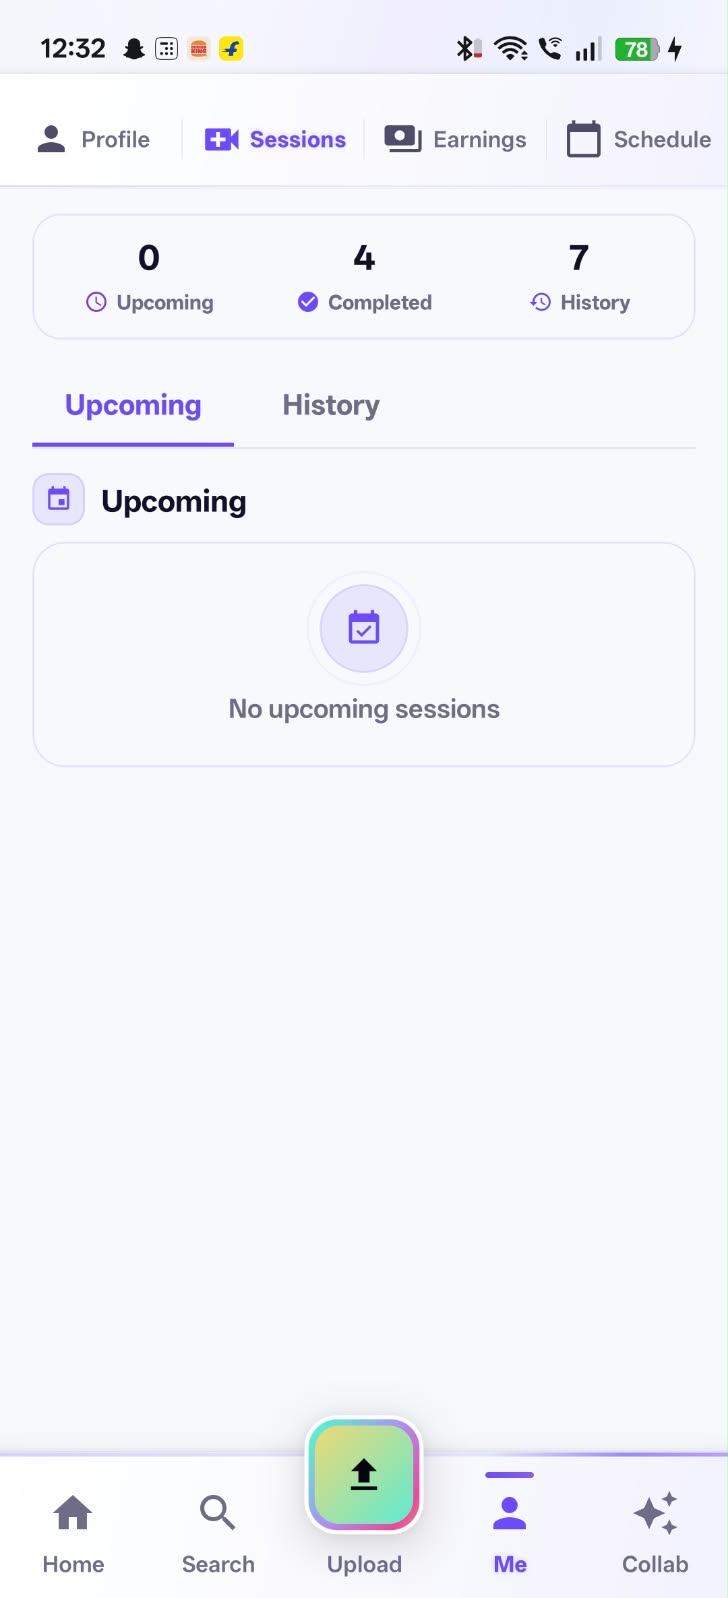 12:32
78
Profile
Sessions
Earnings
Schedule
0
4
7
Upcoming
Completed
History
Upcoming
History
Upcoming
No upcoming sessions
Home
Search
Upload
Me
Collab